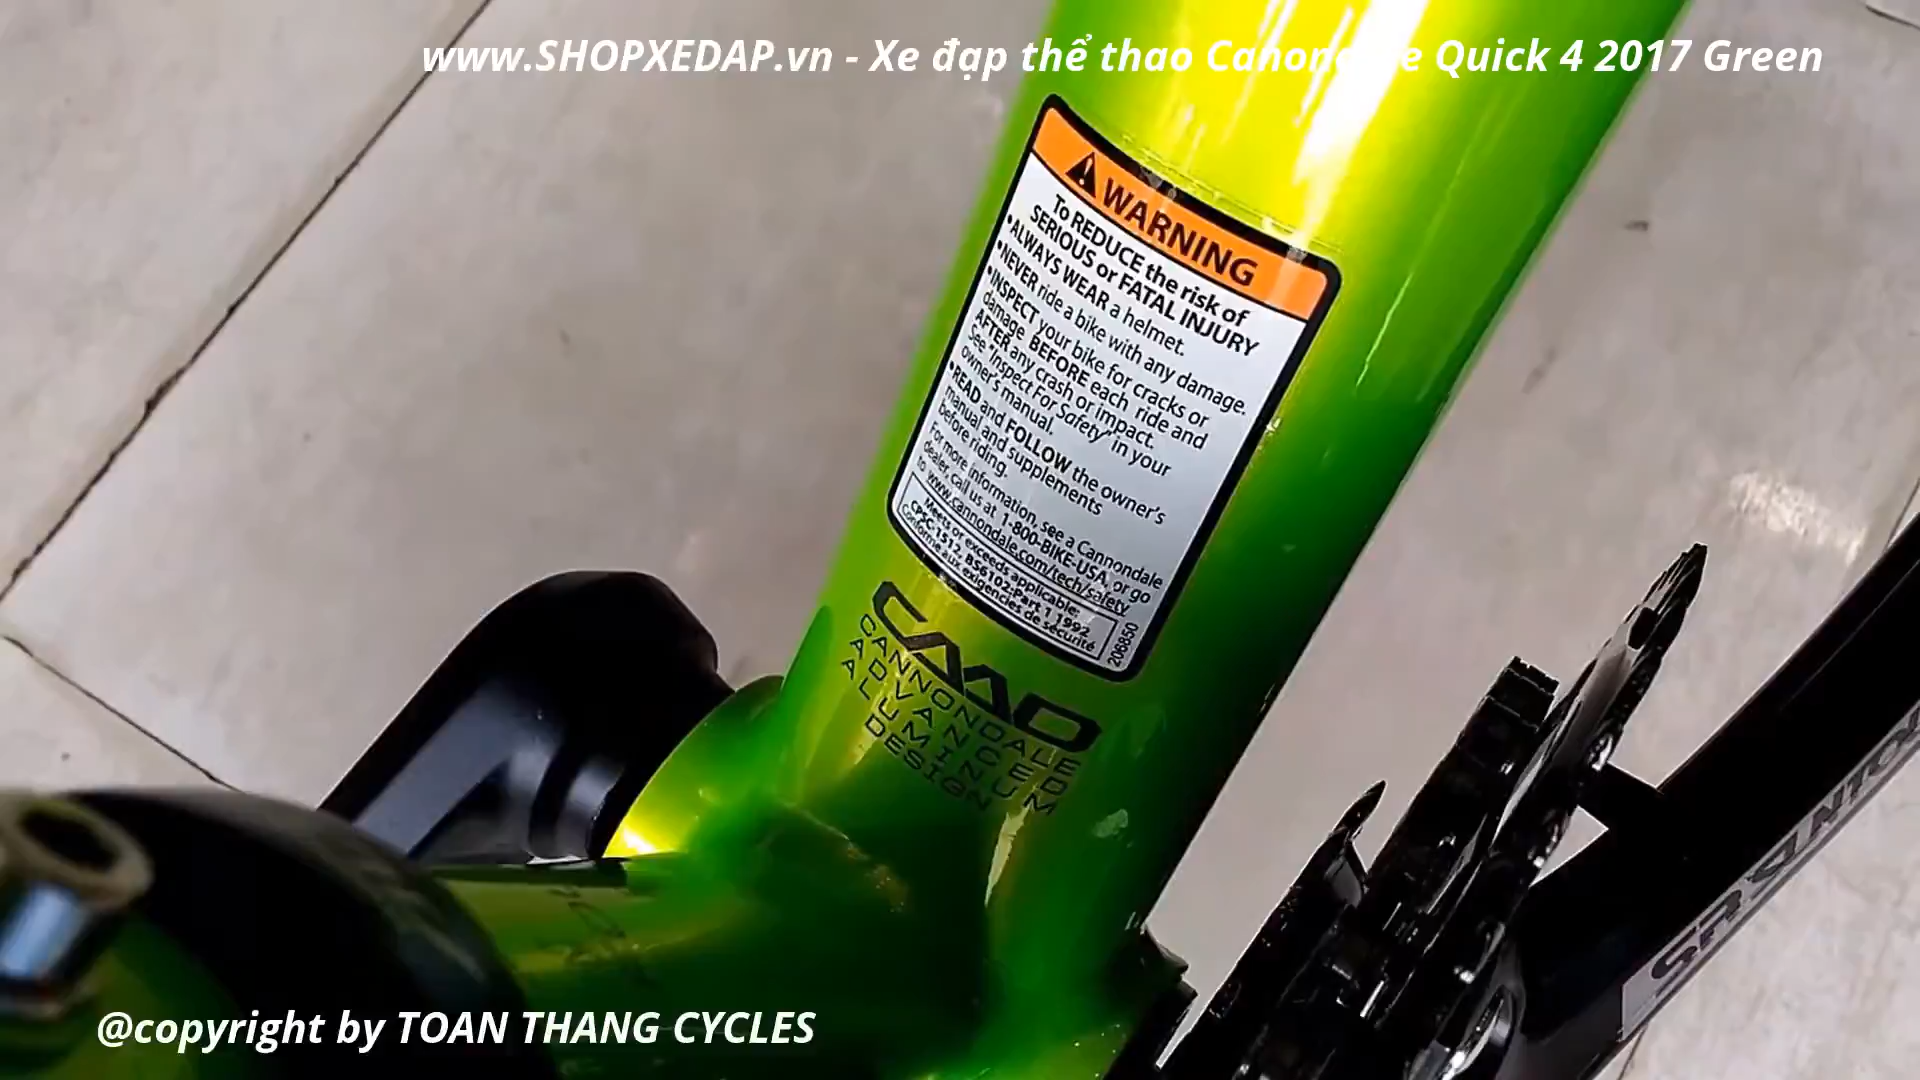 www.SHOPXEDAP.vn - Xe đạp thể thao Canondale Quick 4 2017 Green
WARNING
To REDUCE the risk of
SERIOUS or FATAL INJURY
•ALWAYS WEAR a helmet.
•NEVER ride a bike with any damage.
•INSPECT your bike for cracks or
damage BEFORE each ride and
AFTER any crash or impact.
See "Inspect For Safety" in your
owner's manual.
•READ and FOLLOW the owner's
manual and supplements
before riding.
For more information, see a Cannondale
dealer, call us at 1-800-BIKE-USA, or go
to www.cannondale.com/tech/safety
Meets or exceeds applicable:
CPSC-1512, BS6102:Part 1 1992
Conforme aux exigencies de sécurité
206850
CAAD
CANNONDALE
ADVANCED
ALUMINUM
DESIGN
@copyright by TOAN THANG CYCLES